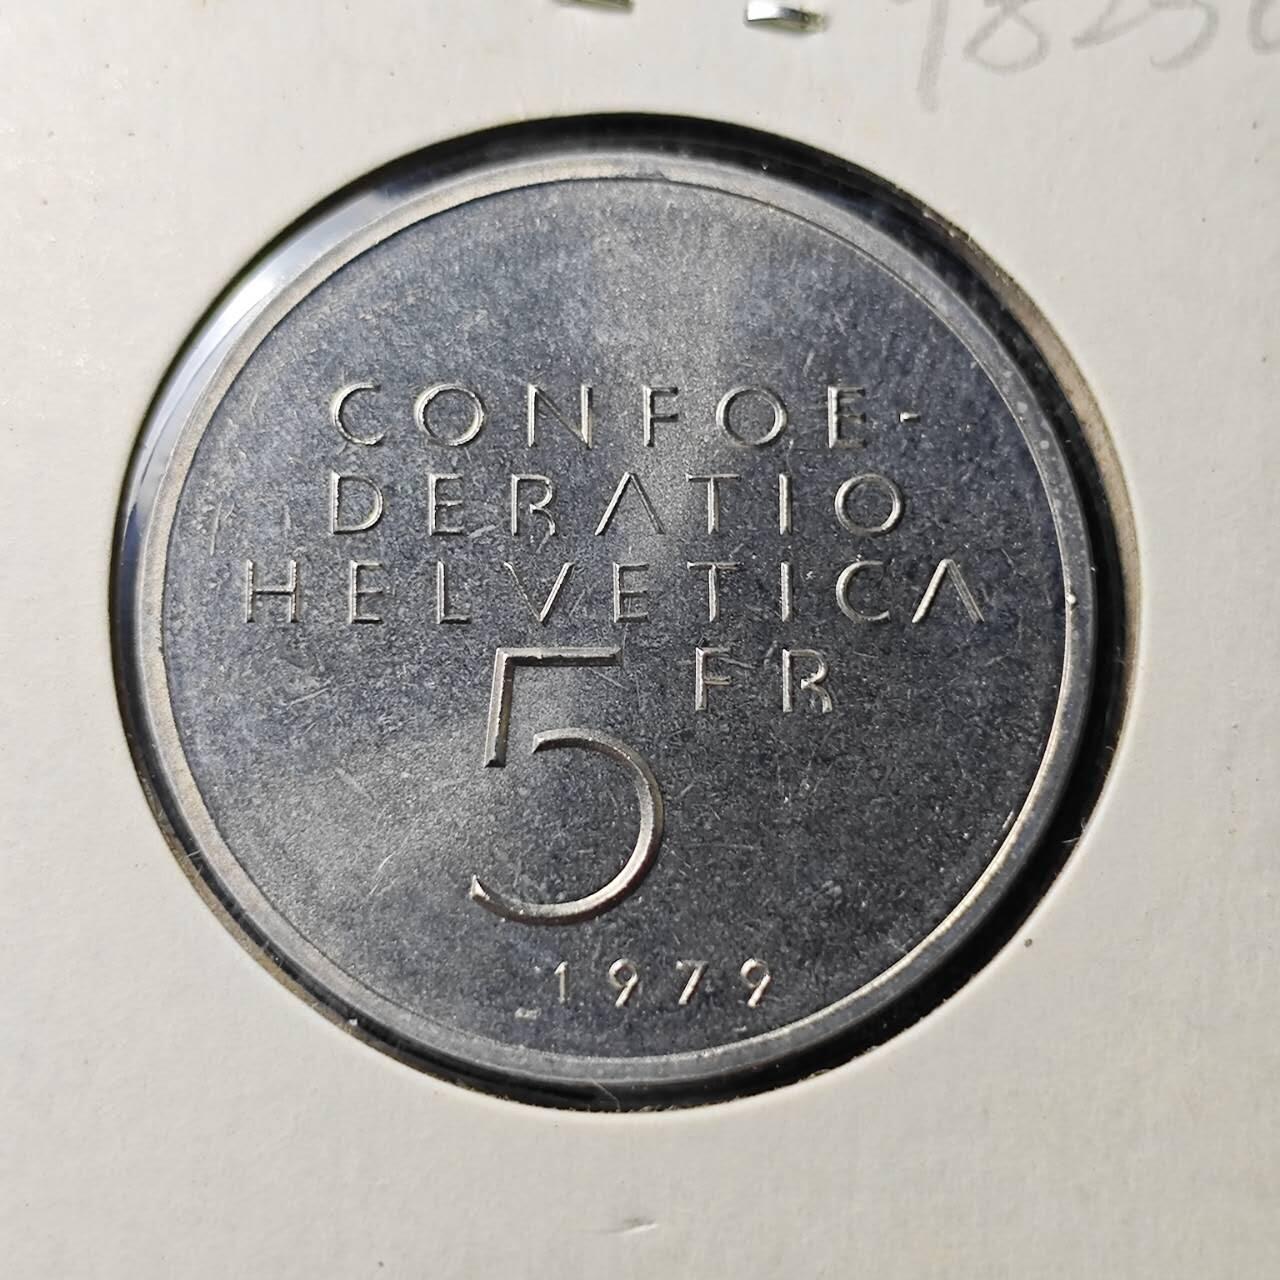 CONFOE-
DERATIO
HELVETICA
5 FR
1979